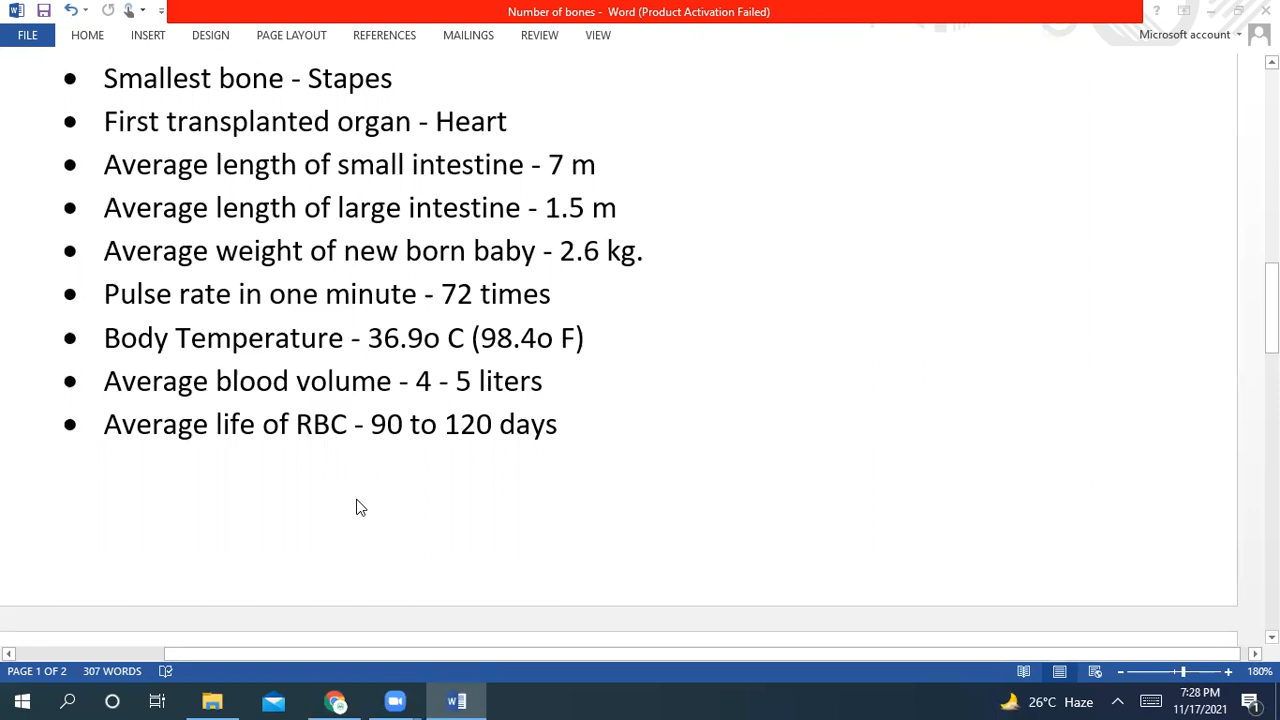 Number of bones - Word (Product Activation Failed)
?
FILE HOME INSERT DESIGN PAGE LAYOUT REFERENCES MAILINGS REVIEW VIEW Microsoft account
• Smallest bone - Stapes
• First transplanted organ - Heart
• Average length of small intestine - 7 m
• Average length of large intestine - 1.5 m
• Average weight of new born baby - 2.6 kg.
• Pulse rate in one minute - 72 times
• Body Temperature - 36.9o C (98.4o F)
• Average blood volume - 4 - 5 liters
• Average life of RBC - 90 to 120 days
PAGE 1 OF 2 307 WORDS 180%
26°C Haze 7:28 PM
11/17/2021 1